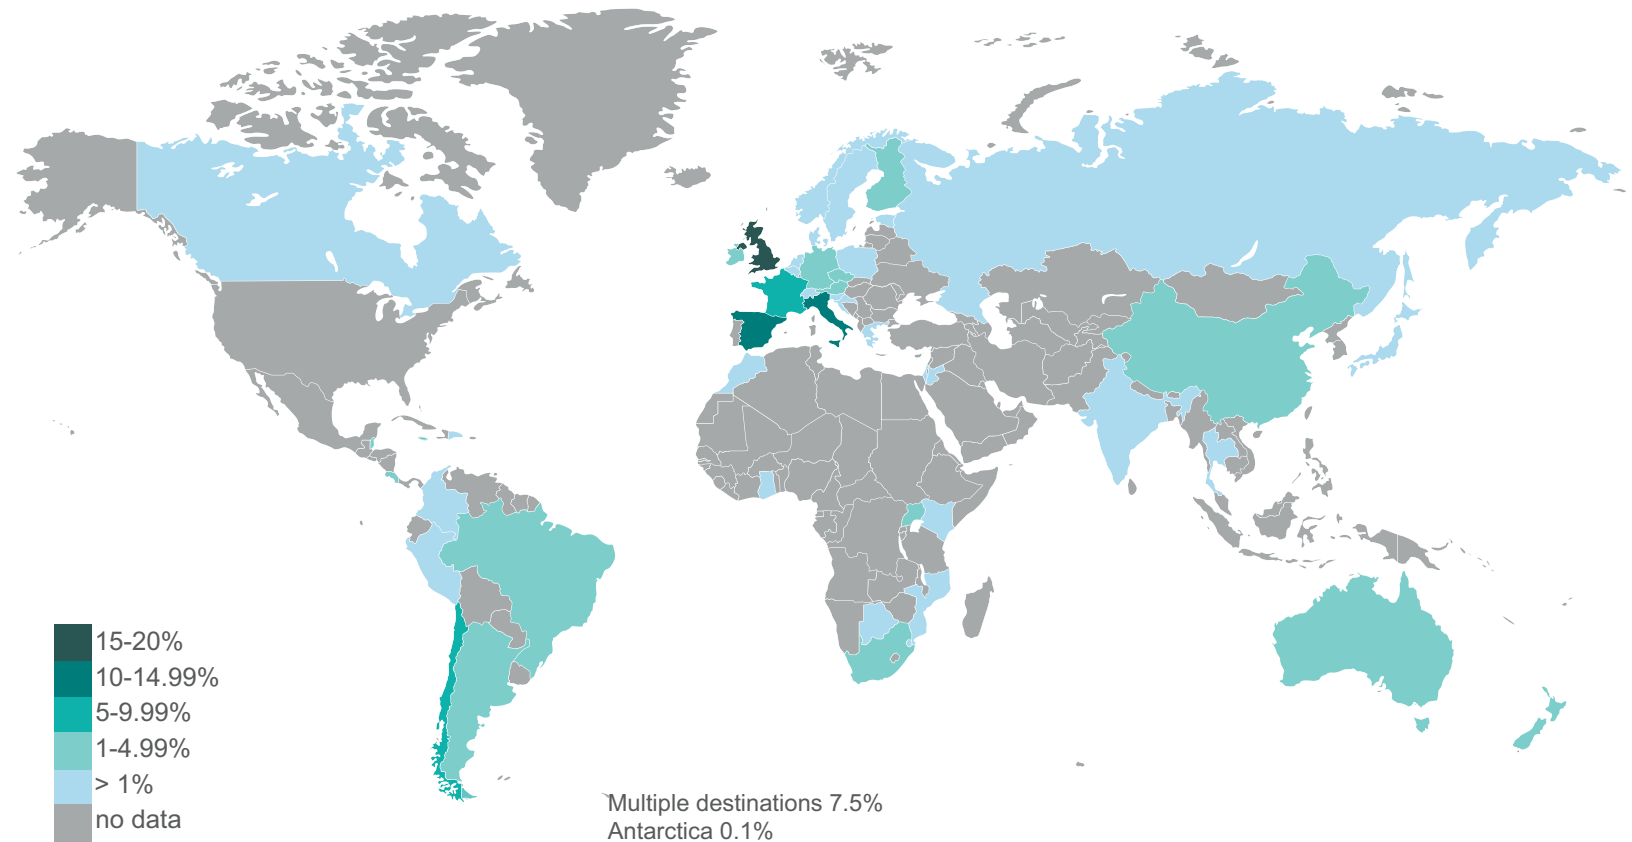 15-20%
10-14.99%
5-9.99%
1-4.99%
> 1%
no data
Multiple destinations 7.5%
Antarctica 0.1%